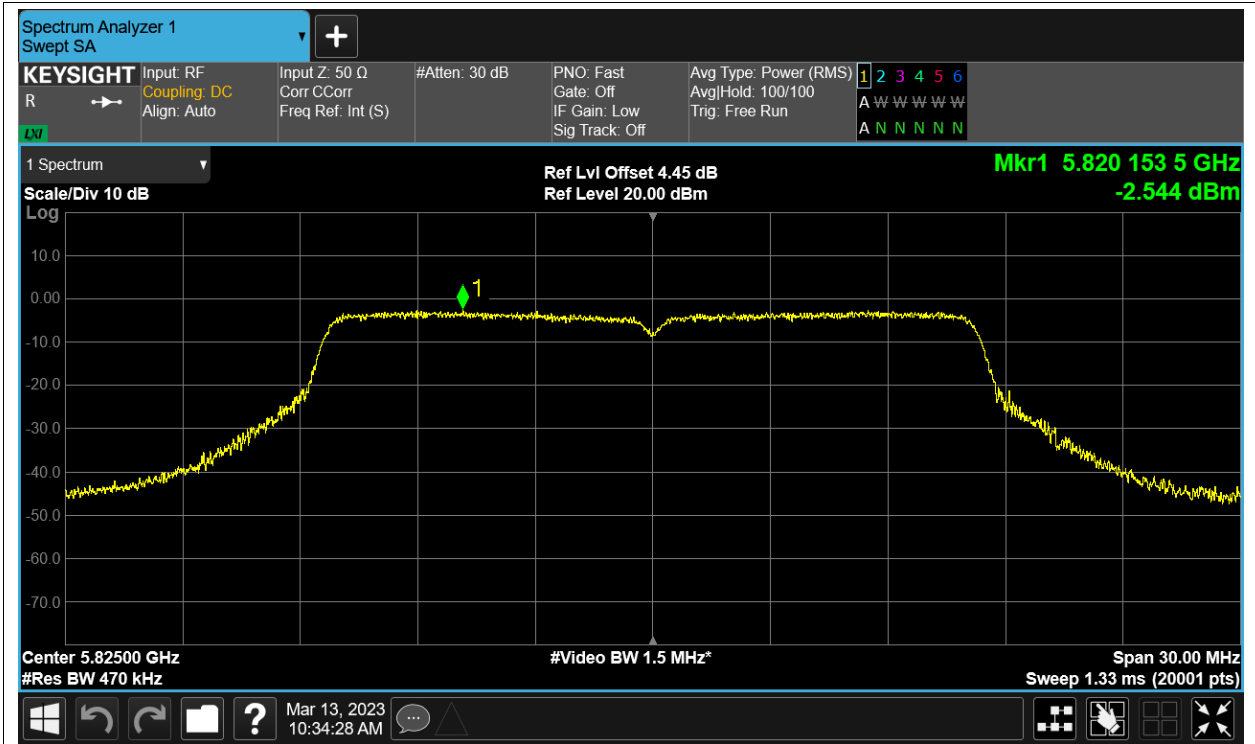 Spectrum Analyzer 1
Swept SA
KEYSIGHT
R
LXI
Input: RF
Coupling: DC
Align: Auto
Input Z: 50 Ω
Corr CCorr
Freq Ref: Int (S)
#Atten: 30 dB
PNO: Fast
Gate: Off
IF Gain: Low
Sig Track: Off
Avg Type: Power (RMS)
Avg|Hold: 100/100
Trig: Free Run
1 2 3 4 5 6
A W W W W W
A N N N N N
1 Spectrum
Scale/Div 10 dB
Ref Lvl Offset 4.45 dB
Ref Level 20.00 dBm
Mkr1 5.820 153 5 GHz
-2.544 dBm
Log
10.0
0.00
-10.0
-20.0
-30.0
-40.0
-50.0
-60.0
-70.0
1
Center 5.82500 GHz
#Res BW 470 kHz
#Video BW 1.5 MHz*
Span 30.00 MHz
Sweep 1.33 ms (20001 pts)
?
Mar 13, 2023
10:34:28 AM